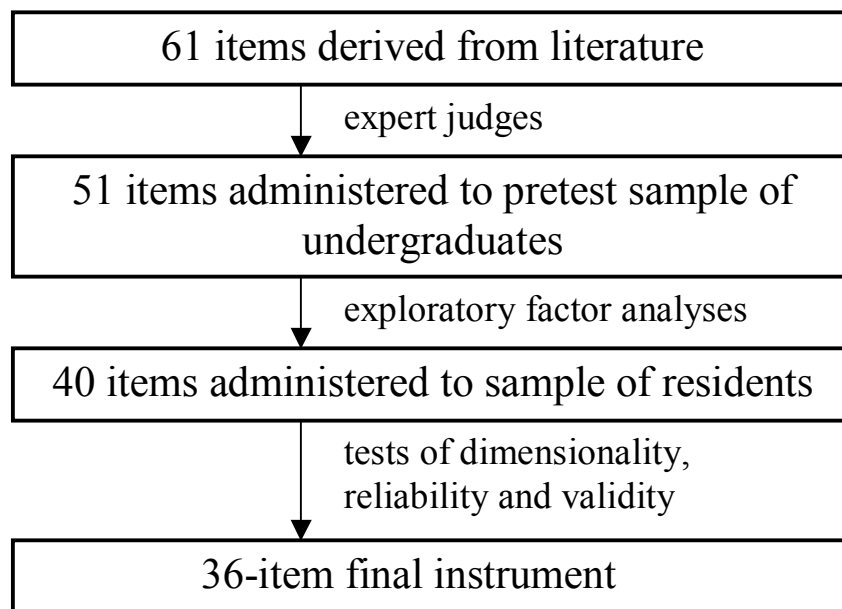 61 items derived from literature
expert judges
51 items administered to pretest sample of
undergraduates
exploratory factor analyses
40 items administered to sample of residents
tests of dimensionality,
reliability and validity
36-item final instrument